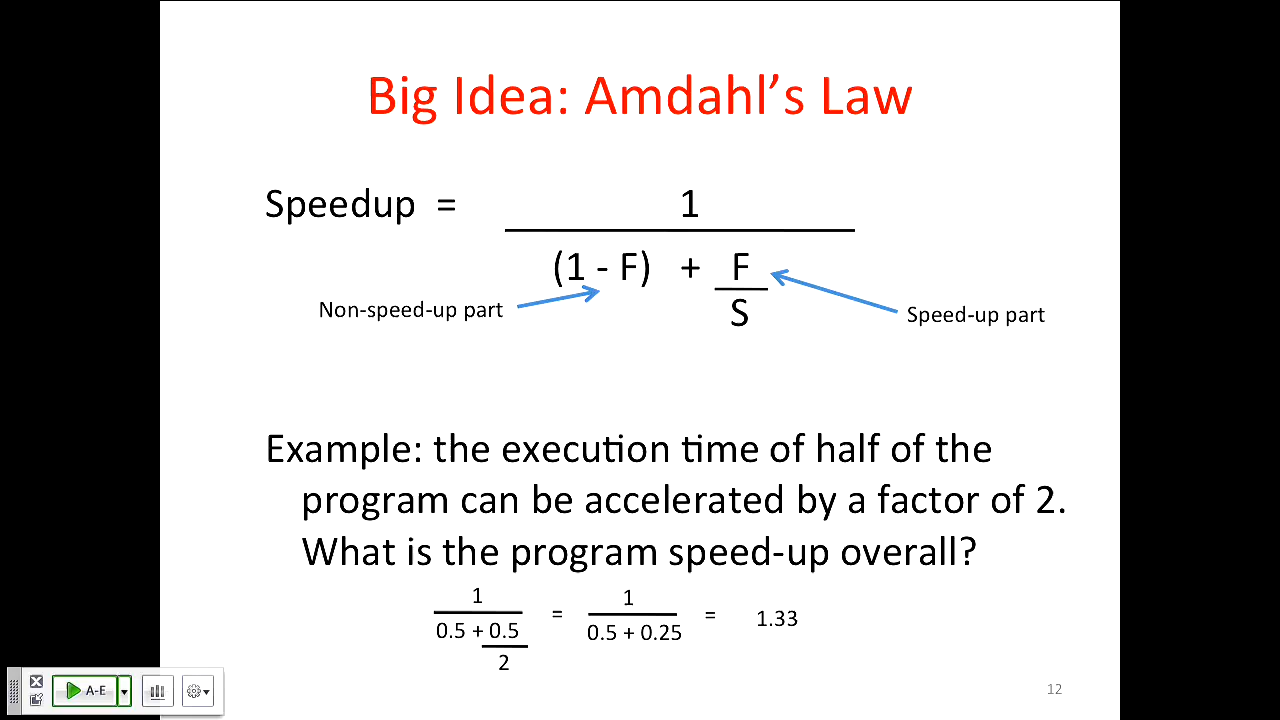 Big Idea: Amdahl’s Law
Speedup = 1
(1 - F) + F
S
Non-speed-up part
Speed-up part
Example: the execution time of half of the
program can be accelerated by a factor of 2.
What is the program speed-up overall?
1
0.5 + 0.5
2
=
1
0.5 + 0.25
= 1.33
A-E
12